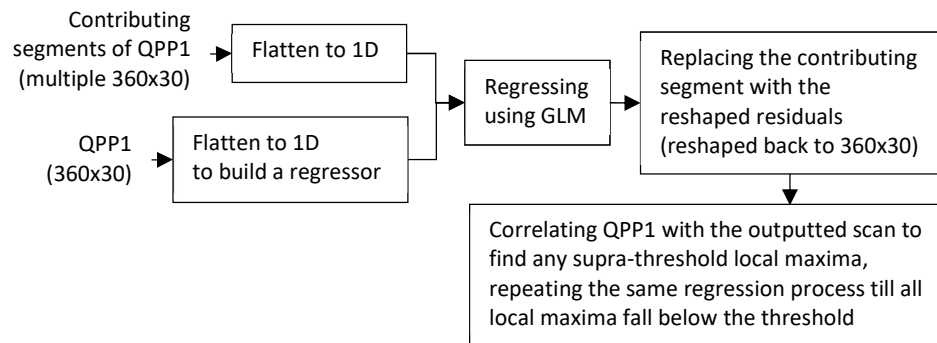 Contributing
segments of QPP1
(multiple 360x30)
Flatten to 1D
QPP1
(360x30)
Flatten to 1D
to build a regressor
Regressing
using GLM
Replacing the contributing
segment with the
reshaped residuals
(reshaped back to 360x30)
Correlating QPP1 with the outputted scan to
find any supra-threshold local maxima,
repeating the same regression process till all
local maxima fall below the threshold